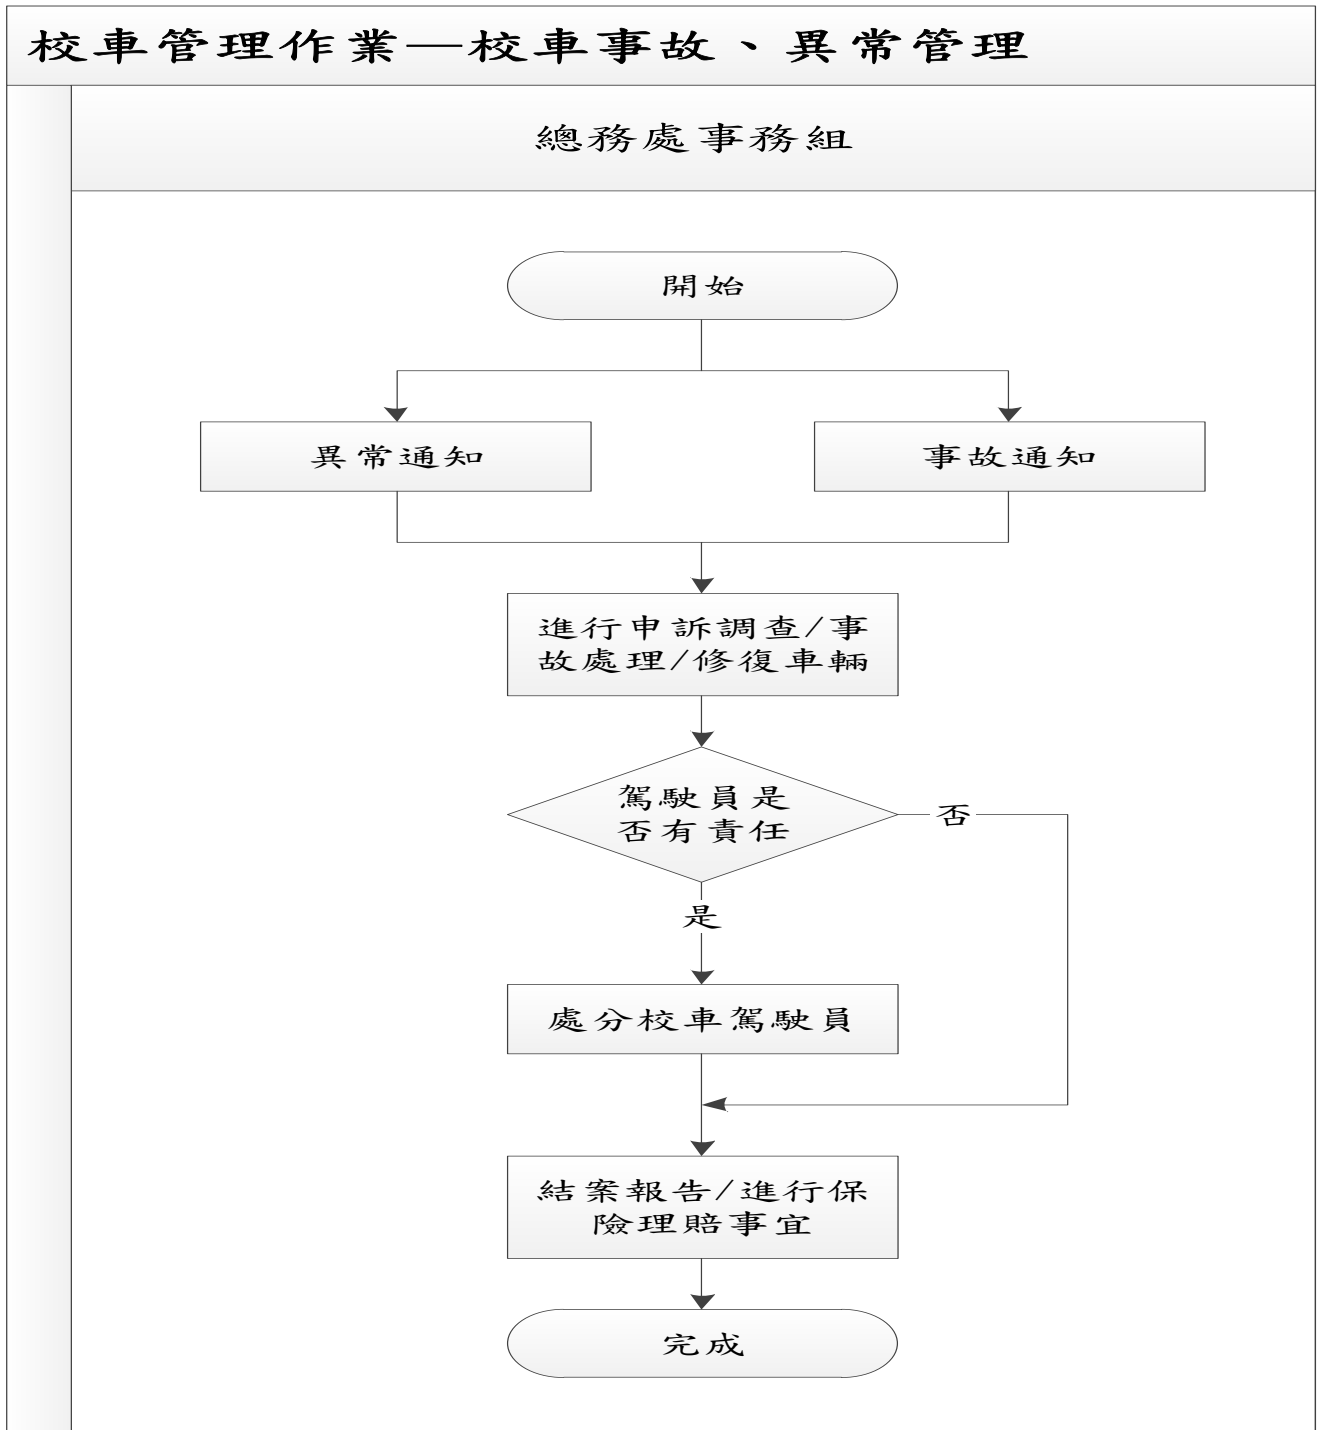 校車管理作業—校車事故、異常管理
總務處事務組
開始
異常通知
事故通知
進行申訴調查/事
故處理/修復車輛
駕駛員是
否有責任
否
是
處分校車駕駛員
結案報告/進行保
險理賠事宜
完成